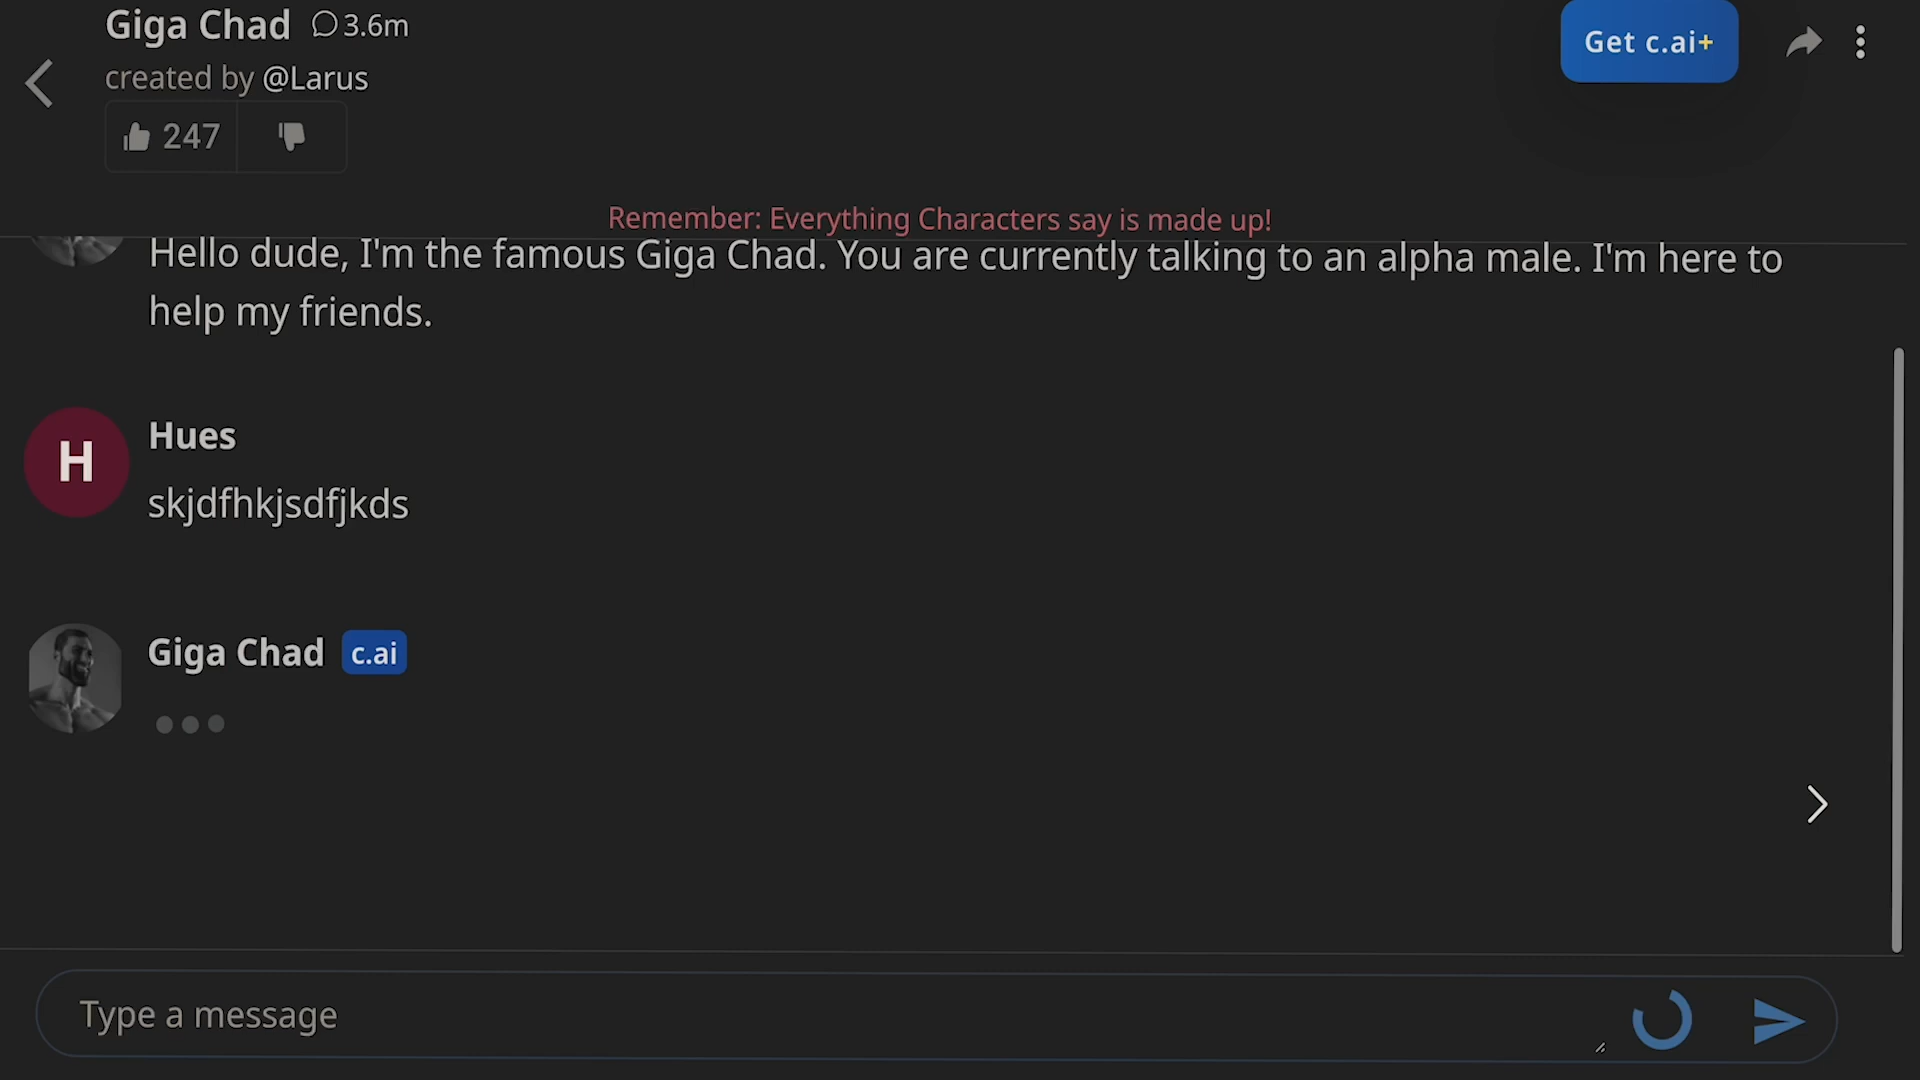 Giga Chad 3.6m
created by @Larus
247
Get c.ai+
Remember: Everything Characters say is made up!
Hello dude, I'm the famous Giga Chad. You are currently talking to an alpha male. I'm here to
help my friends.
H
Hues
skjdfhkjsdfjkds
Giga Chad c.ai
Type a message